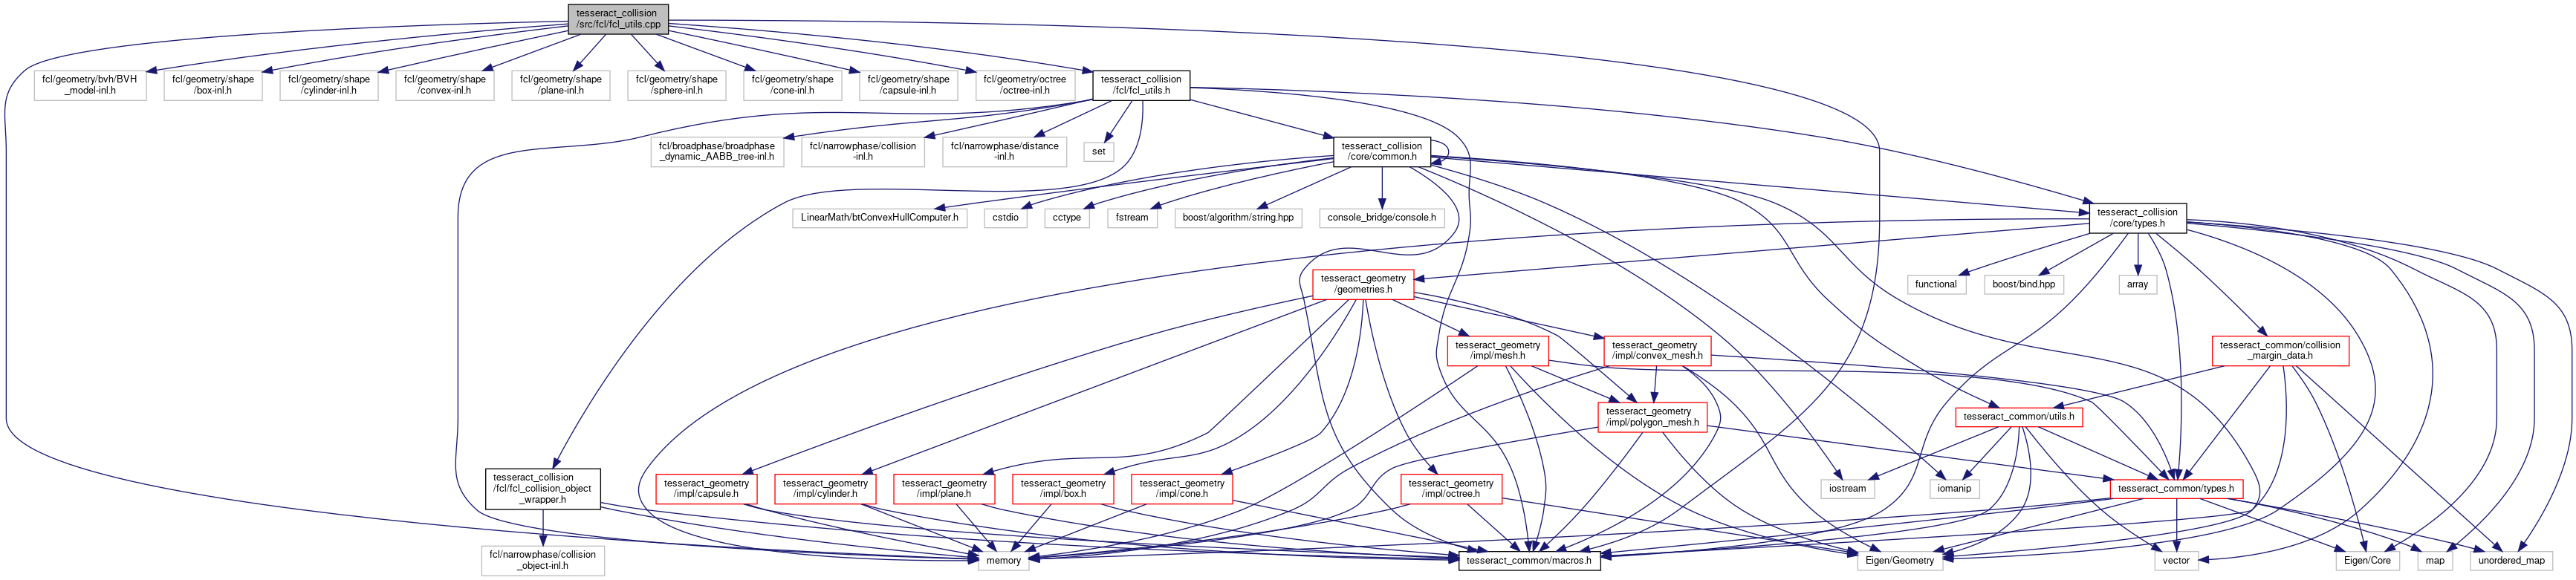 tesseract_collision
/src/fcl/fcl_utils.cpp
fcl/geometry/bvh/BVH
_model-inl.h
fcl/geometry/shape
/box-inl.h
fcl/geometry/shape
/cylinder-inl.h
fcl/geometry/shape
/convex-inl.h
fcl/geometry/shape
/plane-inl.h
fcl/geometry/shape
/sphere-inl.h
fcl/geometry/shape
/cone-inl.h
fcl/geometry/shape
/capsule-inl.h
fcl/geometry/octree
/octree-inl.h
tesseract_collision
/fcl/fcl_utils.h
fcl/broadphase/broadphase
_dynamic_AABB_tree-inl.h
fcl/narrowphase/collision
-inl.h
fcl/narrowphase/distance
-inl.h
set
tesseract_collision
/core/common.h
LinearMath/btConvexHullComputer.h
cstdio
cctype
fstream
boost/algorithm/string.hpp
console_bridge/console.h
tesseract_collision
/core/types.h
tesseract_geometry
/geometries.h
functional
boost/bind.hpp
array
tesseract_geometry
/impl/mesh.h
tesseract_geometry
/impl/convex_mesh.h
tesseract_common/collision
_margin_data.h
tesseract_geometry
/impl/polygon_mesh.h
tesseract_common/utils.h
tesseract_collision
/fcl/fcl_collision_object
_wrapper.h
tesseract_geometry
/impl/capsule.h
tesseract_geometry
/impl/cylinder.h
tesseract_geometry
/impl/plane.h
tesseract_geometry
/impl/box.h
tesseract_geometry
/impl/cone.h
tesseract_geometry
/impl/octree.h
iostream
iomanip
tesseract_common/types.h
fcl/narrowphase/collision
_object-inl.h
memory
tesseract_common/macros.h
Eigen/Geometry
vector
Eigen/Core
map
unordered_map